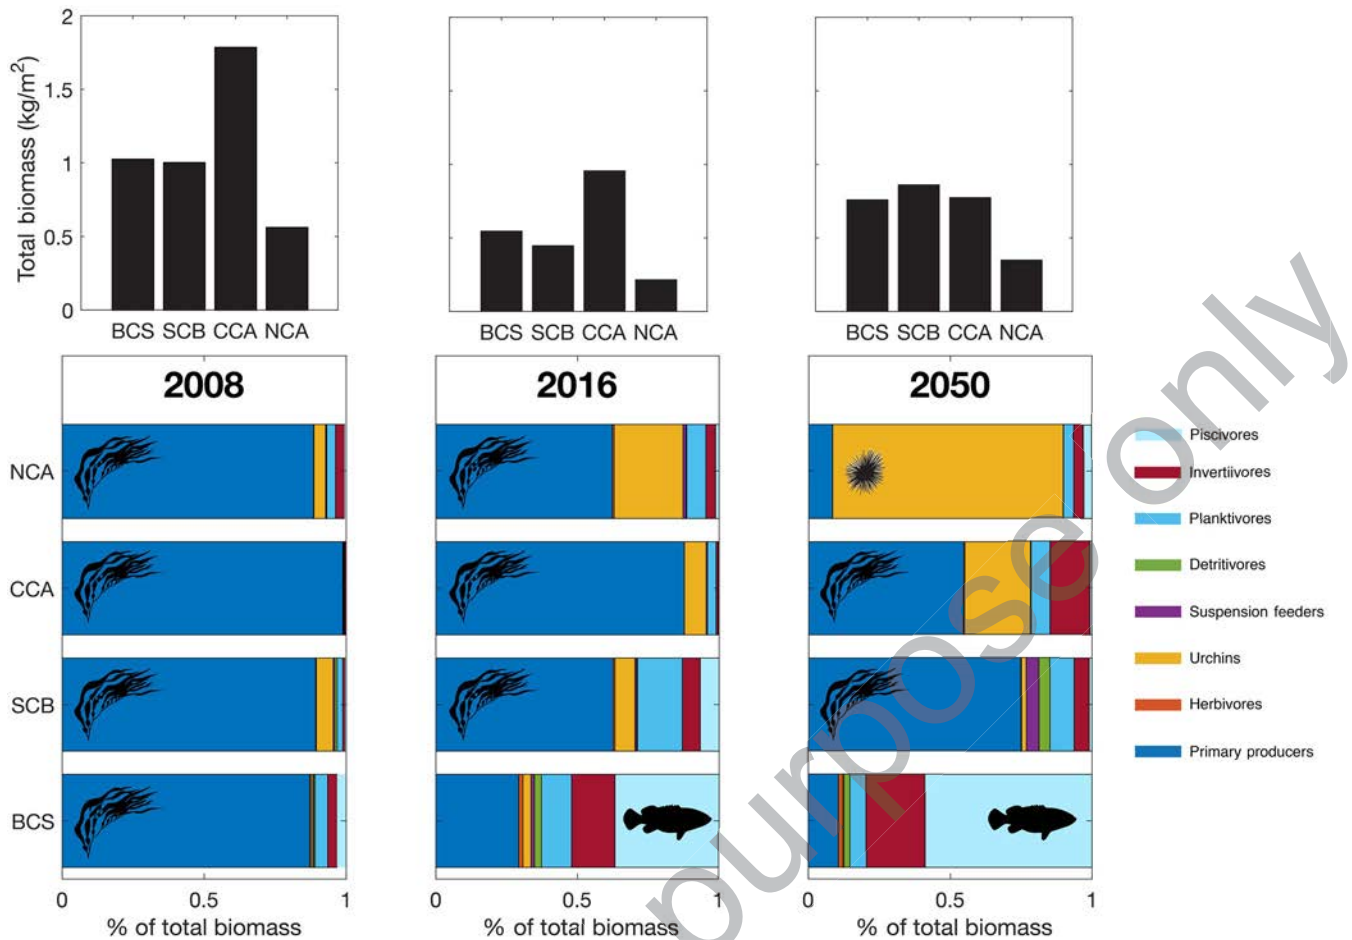 2
1.5
1
0.5
0
Total biomass (kg/m²)
BCS SCB CCA NCA
BCS SCB CCA NCA
BCS SCB CCA NCA
2008
2016
2050
NCA
CCA
SCB
BCS
0 0.5 1
0 0.5 1
0 0.5 1
% of total biomass
% of total biomass
% of total biomass
Piscivores
Invertiivores
Planktivores
Detritivores
Suspension feeders
Urchins
Herbivores
Primary producers
purpose only